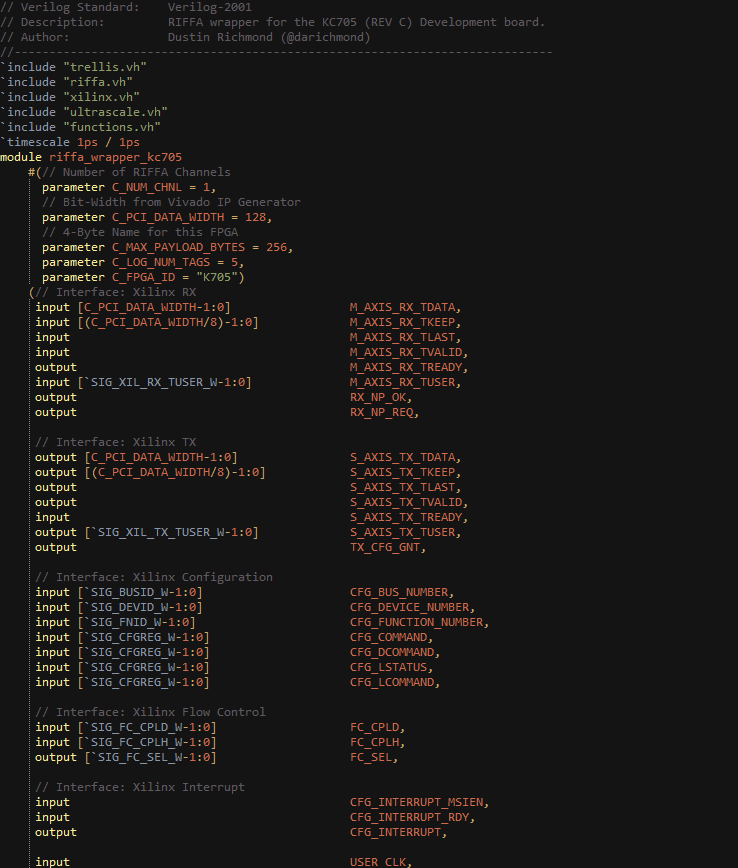 // Verilog Standard:    Verilog-2001
// Description:         RIFFA wrapper for the KC705 (REV C) Development board.
// Author:              Dustin Richmond (@darichmond)
//-----------------------------------------------------------------------------
`include "trellis.vh"
`include "riffa.vh"
`include "xilinx.vh"
`include "ultrascale.vh"
`include "functions.vh"
`timescale 1ps / 1ps
module riffa_wrapper_kc705
    #(// Number of RIFFA Channels
      parameter C_NUM_CHNL = 1,
      // Bit-Width from Vivado IP Generator
      parameter C_PCI_DATA_WIDTH = 128,
      // 4-Byte Name for this FPGA
      parameter C_MAX_PAYLOAD_BYTES = 256,
      parameter C_LOG_NUM_TAGS = 5,
      parameter C_FPGA_ID = "K705")
    (// Interface: Xilinx RX
     input [C_PCI_DATA_WIDTH-1:0]                 M_AXIS_RX_TDATA,
     input [(C_PCI_DATA_WIDTH/8)-1:0]             M_AXIS_RX_TKEEP,
     input                                        M_AXIS_RX_TLAST,
     input                                        M_AXIS_RX_TVALID,
     output                                       M_AXIS_RX_TREADY,
     input [`SIG_XIL_RX_TUSER_W-1:0]              M_AXIS_RX_TUSER,
     output                                       RX_NP_OK,
     output                                       RX_NP_REQ,
     // Interface: Xilinx TX
     output [C_PCI_DATA_WIDTH-1:0]                S_AXIS_TX_TDATA,
     output [(C_PCI_DATA_WIDTH/8)-1:0]            S_AXIS_TX_TKEEP,
     output                                       S_AXIS_TX_TLAST,
     output                                       S_AXIS_TX_TVALID,
     input                                        S_AXIS_TX_TREADY,
     output [`SIG_XIL_TX_TUSER_W-1:0]             S_AXIS_TX_TUSER,
     output                                       TX_CFG_GNT,
     // Interface: Xilinx Configuration
     input [`SIG_BUSID_W-1:0]                     CFG_BUS_NUMBER,
     input [`SIG_DEVID_W-1:0]                     CFG_DEVICE_NUMBER,
     input [`SIG_FNID_W-1:0]                      CFG_FUNCTION_NUMBER,
     input [`SIG_CFGREG_W-1:0]                    CFG_COMMAND,
     input [`SIG_CFGREG_W-1:0]                    CFG_DCOMMAND,
     input [`SIG_CFGREG_W-1:0]                    CFG_LSTATUS,
     input [`SIG_CFGREG_W-1:0]                    CFG_LCOMMAND,
     // Interface: Xilinx Flow Control
     input [`SIG_FC_CPLD_W-1:0]                   FC_CPLD,
     input [`SIG_FC_CPLH_W-1:0]                   FC_CPLH,
     output [`SIG_FC_SEL_W-1:0]                   FC_SEL,
     // Interface: Xilinx Interrupt
     input                                        CFG_INTERRUPT_MSIEN,
     input                                        CFG_INTERRUPT_RDY,
     output                                       CFG_INTERRUPT,
     input                                        USER_CLK,